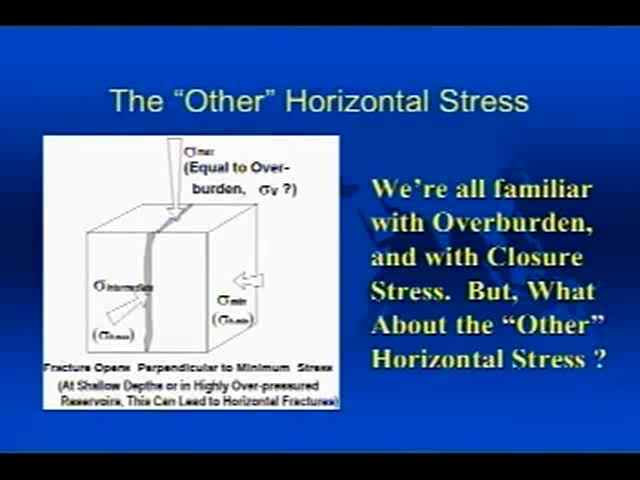 The “Other” Horizontal Stress
σmax
(Equal to Over-
burden, σv ?)
σintermediate
σmin
Fracture Opens Perpendicular to Minimum Stress
(At Shallow Depths or in Highly Over-pressured
Reservoirs, This Can Lead to Horizontal Fractures)
We’re all familiar
with Overburden,
and with Closure
Stress. But, What
About the “Other”
Horizontal Stress ?